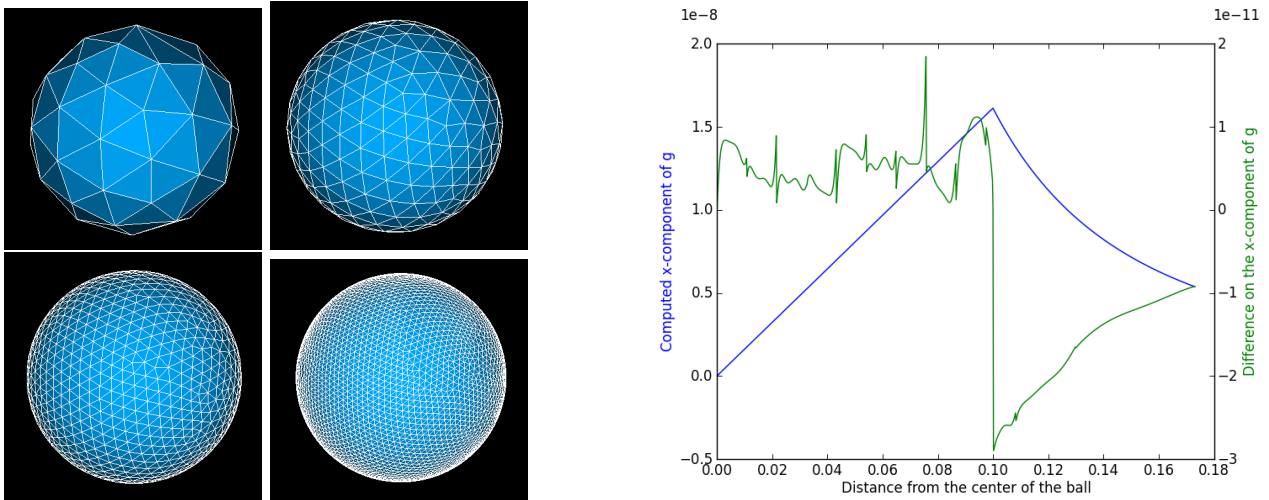 1e−8
1e−11
2.0
1.5
1.0
0.5
0.0
−0.5
Computed x-component of g
2
1
0
−1
−2
−3
Difference on the x-component of g
0.00 0.02 0.04 0.06 0.08 0.10 0.12 0.14 0.16 0.18
Distance from the center of the ball